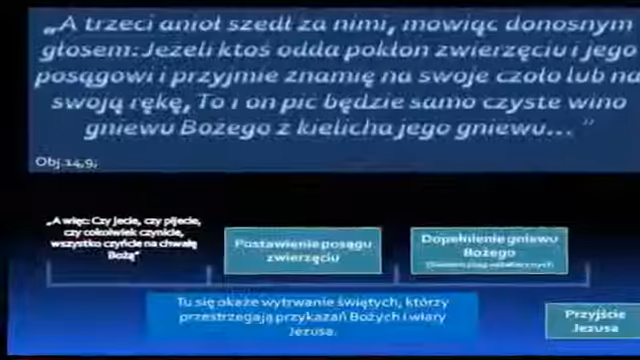 „A trzeci anioł szedł za nimi, mówiąc donosnym
głosem: Jeżeli ktoś odda pokłon zwierzęciu i jego
posągowi i przyjmie znamię na swoje czoło lub na
swoją rękę, To i on pić będzie samo czyste wino
gniewu Bożego z kielicha jego gniewu... ”
Obj 14,9;
„A więc: Czy jecie, czy pijecie,
czy cokolwiek czynicie,
wszystko czyńcie na chwałę
Bożą”
Postawienie posągu
zwierzęciu
Dopełnienie gniewu
Bożego
Tu się okaże wytrwanie świętych, którzy
przestrzegają przykazań Bożych i wiary
Jezusa.
Przyjście
Jezusa